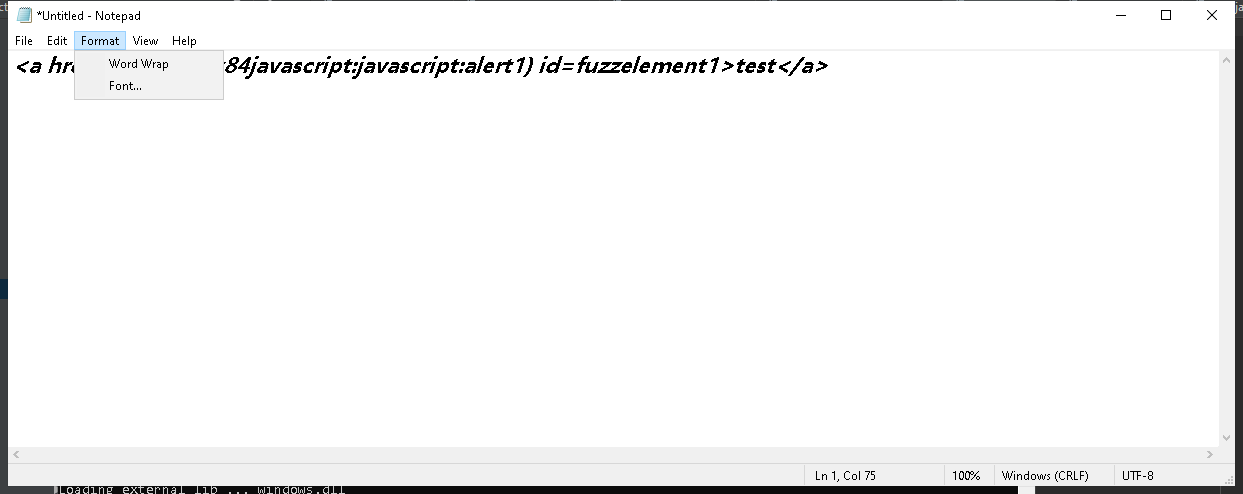 *Untitled - Notepad
File Edit Format View Help
<a hr 84javascript:javascript:alert1) id=fuzzelement1>test</a>
Word Wrap
Font...
Ln 1, Col 75 100% Windows (CRLF) UTF-8
Loading external lib ... windows.dll